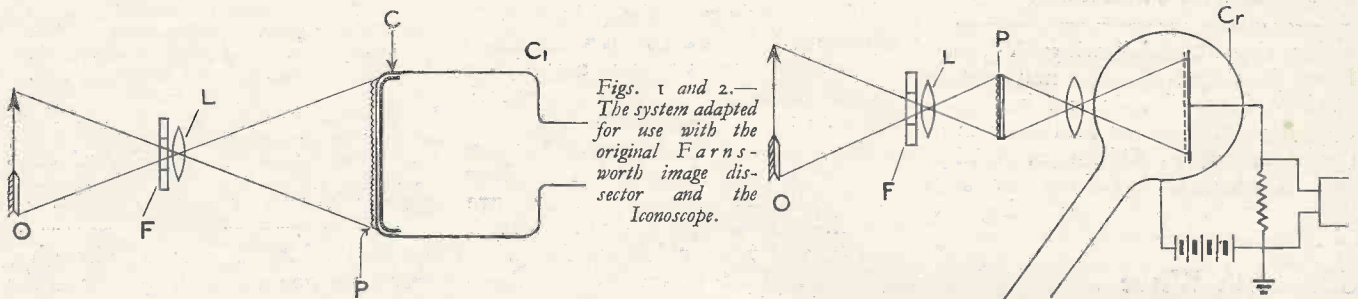 C
C₁
L
F
O
P
Figs. 1 and 2.—
The system adapted
for use with the
original Farns-
worth image dis-
sector and the
Iconoscope.
Cr
P
L
F
O